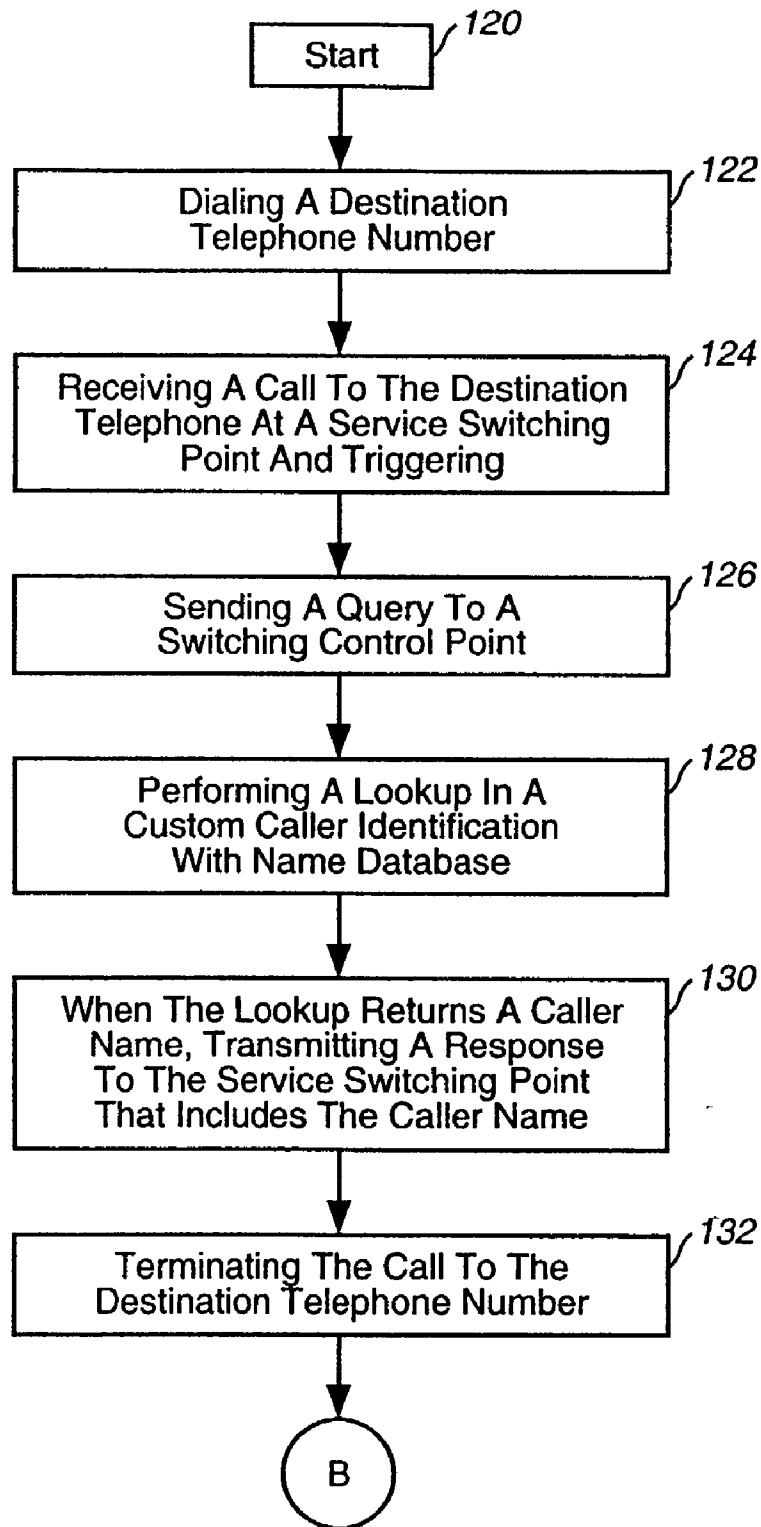 120
Start
122
Dialing A Destination
Telephone Number
124
Receiving A Call To The Destination
Telephone At A Service Switching
Point And Triggering
126
Sending A Query To A
Switching Control Point
128
Performing A Lookup In A
Custom Caller Identification
With Name Database
130
When The Lookup Returns A Caller
Name, Transmitting A Response
To The Service Switching Point
That Includes The Caller Name
132
Terminating The Call To The
Destination Telephone Number
B